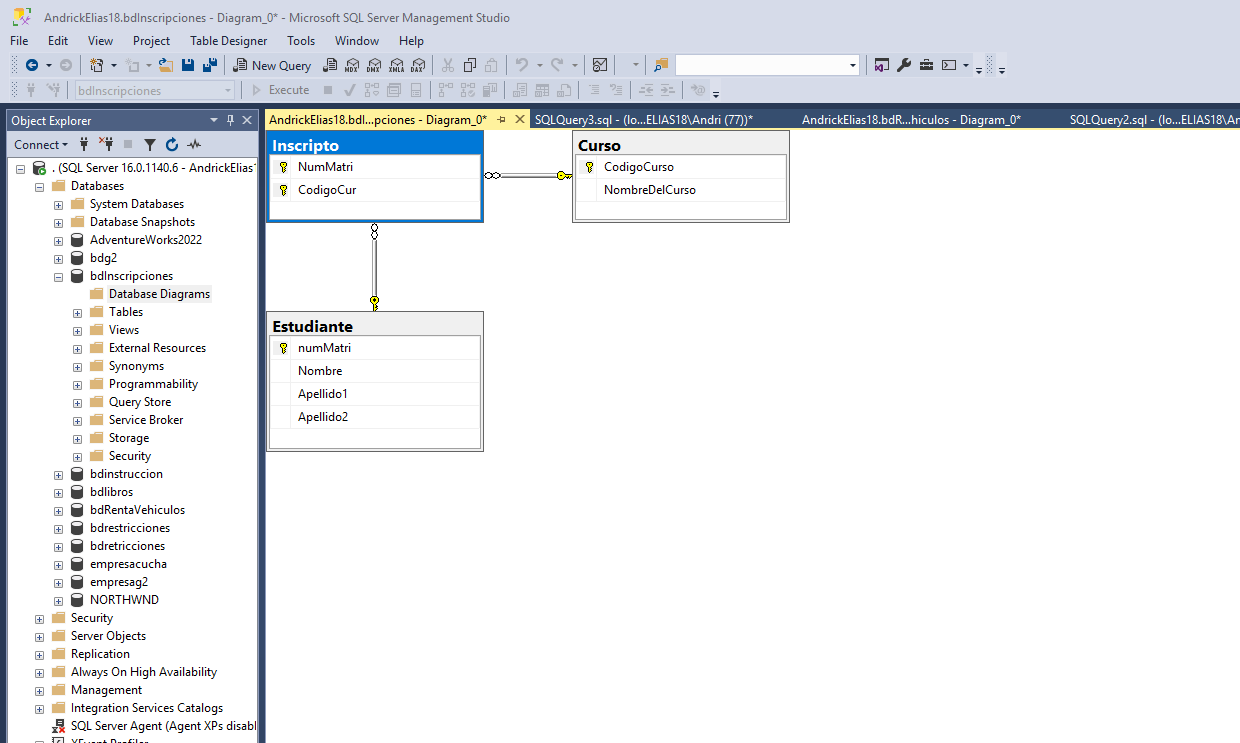 AndrickElias18.bdInscripciones - Diagram_0* - Microsoft SQL Server Management Studio
File Edit View Project Table Designer Tools Window Help
New Query MDX DMX XMLA DAX
bdInscripciones Execute
Object Explorer
Connect
. (SQL Server 16.0.1140.6 - AndrickElias1
Databases
System Databases
Database Snapshots
AdventureWorks2022
bdg2
bdInscripciones
Database Diagrams
Tables
Views
External Resources
Synonyms
Programmability
Query Store
Service Broker
Storage
Security
bdinstruccion
bdlibros
bdRentaVehiculos
bdrestricciones
bdretricciones
empresacucha
empresag2
NORTHWND
Security
Server Objects
Replication
Always On High Availability
Management
Integration Services Catalogs
SQL Server Agent (Agent XPs disabl
XEvent Profiler
AndrickElias18.bdI...pciones - Diagram_0* SQLQuery3.sql - (lo...ELIAS18\Andri (77))* AndrickElias18.bdR...hiculos - Diagram_0* SQLQuery2.sql - (lo...ELIAS18\An
Inscripto
NumMatri
CodigoCur
Curso
CodigoCurso
NombreDelCurso
Estudiante
numMatri
Nombre
Apellido1
Apellido2